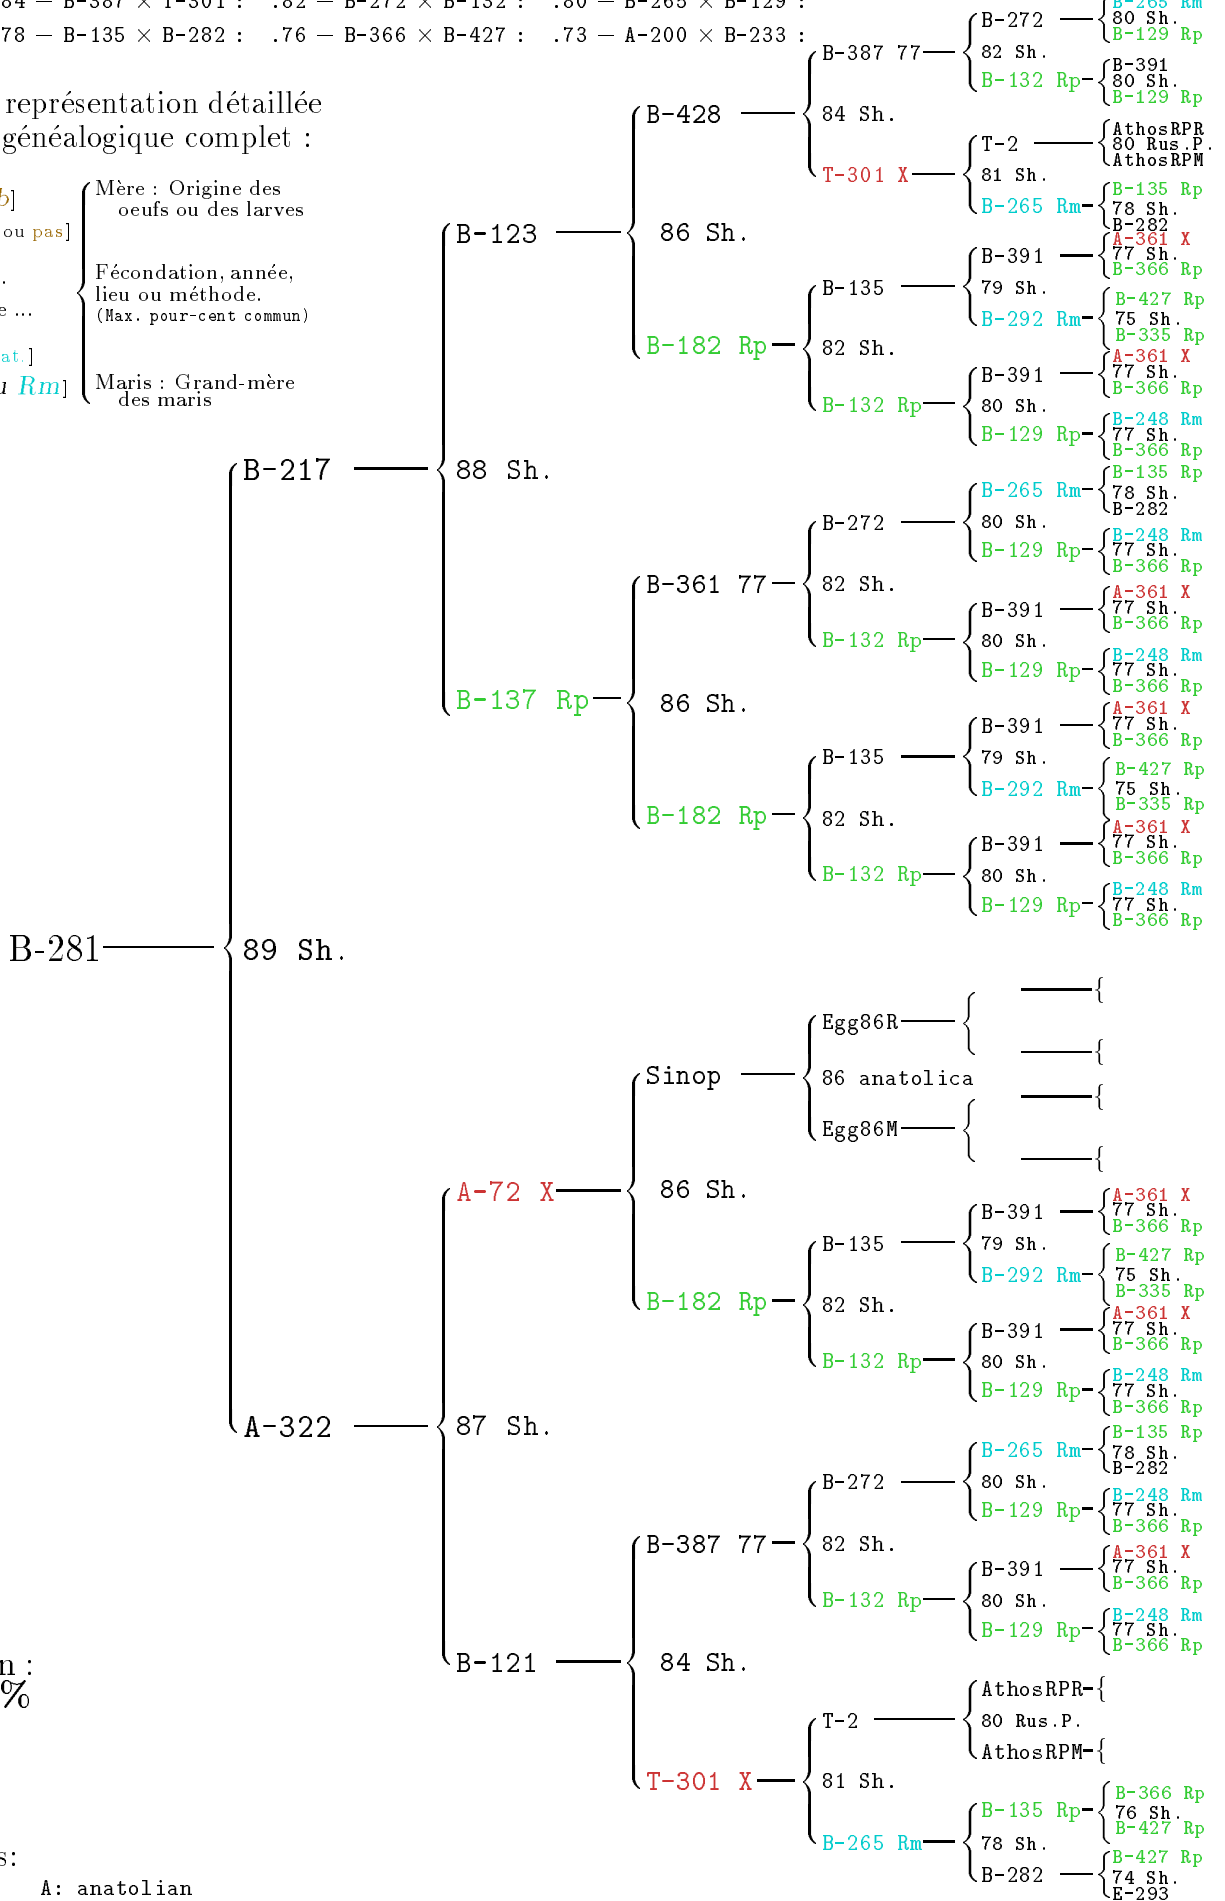 84 — B-387 × T-301 : .82 — B-272 × B-132 : .80 — B-265 × B-129 :
78 — B-135 × B-282 : .76 — B-366 × B-427 : .73 — A-200 × B-233 :
représentation détaillée
généalogique complet :
b]
ou pas]
.
e ...
at.]
u Rm]
Mère : Origine des
oeufs ou des larves
Fécondation, année,
lieu ou méthode.
(Max. pour-cent commun)
Maris : Grand-mère
des maris
B-281
B-217
89 Sh.
A-322
B-123
88 Sh.
B-137 Rp
A-72 X
87 Sh.
B-121
B-428
86 Sh.
B-182 Rp
B-361 77
86 Sh.
B-182 Rp
Sinop
86 Sh.
B-182 Rp
B-387 77
84 Sh.
T-301 X
B-387 77
84 Sh.
T-301 X
B-135
82 Sh.
B-132 Rp
B-272
82 Sh.
B-132 Rp
B-135
82 Sh.
B-132 Rp
Egg86R
86 anatolica
Egg86M
B-135
82 Sh.
B-132 Rp
B-272
82 Sh.
B-132 Rp
T-2
81 Sh.
B-265 Rm
B-272
82 Sh.
B-132 Rp
T-2
81 Sh.
B-265 Rm
B-391
79 Sh.
B-292 Rm
B-391
80 Sh.
B-129 Rp
B-265 Rm
80 Sh.
B-129 Rp
B-391
80 Sh.
B-129 Rp
B-391
79 Sh.
B-292 Rm
B-391
80 Sh.
B-129 Rp
B-391
79 Sh.
B-292 Rm
B-391
80 Sh.
B-129 Rp
B-265 Rm
80 Sh.
B-129 Rp
B-391
80 Sh.
B-129 Rp
AthosRPR
80 Rus.P.
AthosRPM
B-135 Rp
78 Sh.
B-282
B-265 Rm
80 Sh.
B-129 Rp
B-391
80 Sh.
B-129 Rp
AthosRPR
80 Rus.P.
AthosRPM
B-135 Rp
78 Sh.
B-282
A-361 X
77 Sh.
B-366 Rp
B-427 Rp
75 Sh.
B-335 Rp
A-361 X
77 Sh.
B-366 Rp
B-248 Rm
77 Sh.
B-366 Rp
B-135 Rp
78 Sh.
B-282
B-248 Rm
77 Sh.
B-366 Rp
A-361 X
77 Sh.
B-366 Rp
B-248 Rm
77 Sh.
B-366 Rp
A-361 X
77 Sh.
B-366 Rp
B-427 Rp
75 Sh.
B-335 Rp
A-361 X
77 Sh.
B-366 Rp
B-248 Rm
77 Sh.
B-366 Rp
A-361 X
77 Sh.
B-366 Rp
B-427 Rp
75 Sh.
B-335 Rp
A-361 X
77 Sh.
B-366 Rp
B-248 Rm
77 Sh.
B-366 Rp
B-135 Rp
78 Sh.
B-282
B-248 Rm
77 Sh.
B-366 Rp
A-361 X
77 Sh.
B-366 Rp
B-248 Rm
77 Sh.
B-366 Rp
B-366 Rp
76 Sh.
B-427 Rp
B-427 Rp
74 Sh.
E-293
n :
%
s:
A: anatolian